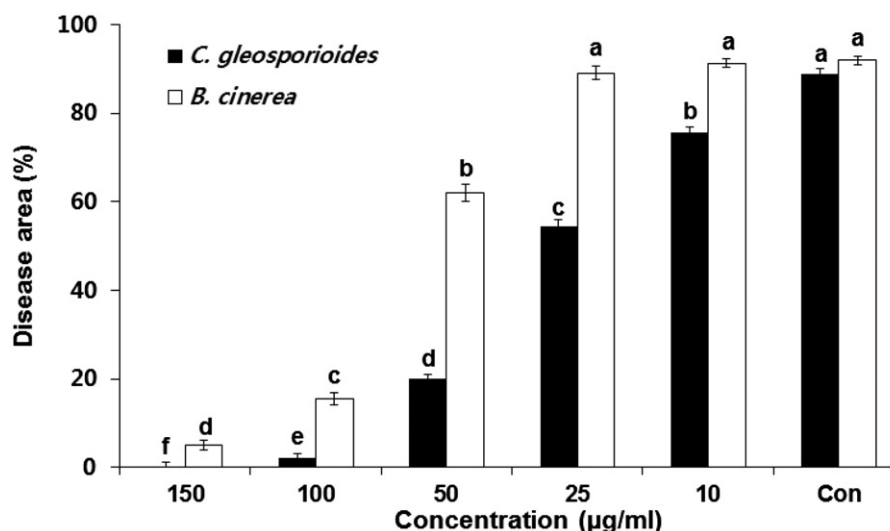 100
C. gleosporioides
B. cinerea
80
60
40
20
0
Disease area (%)
f d
e c
d b
c a
b a
a a
150 100 50 25 10 Con
Concentration (μg/ml)